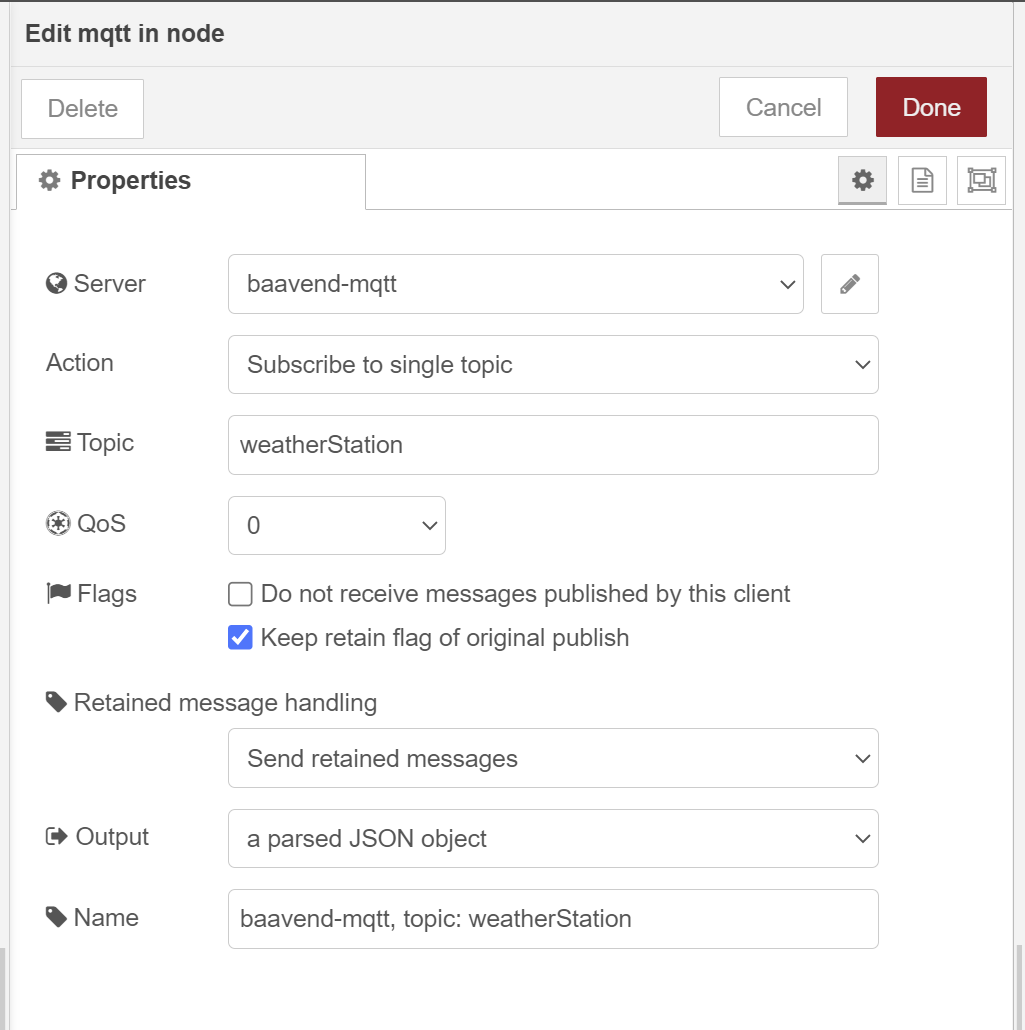 Edit mqtt in node
Delete
Cancel
Done
Properties
Server
baavend-mqtt
Action
Subscribe to single topic
Topic
weatherStation
QoS
0
Flags
Do not receive messages published by this client
Keep retain flag of original publish
Retained message handling
Send retained messages
Output
a parsed JSON object
Name
baavend-mqtt, topic: weatherStation